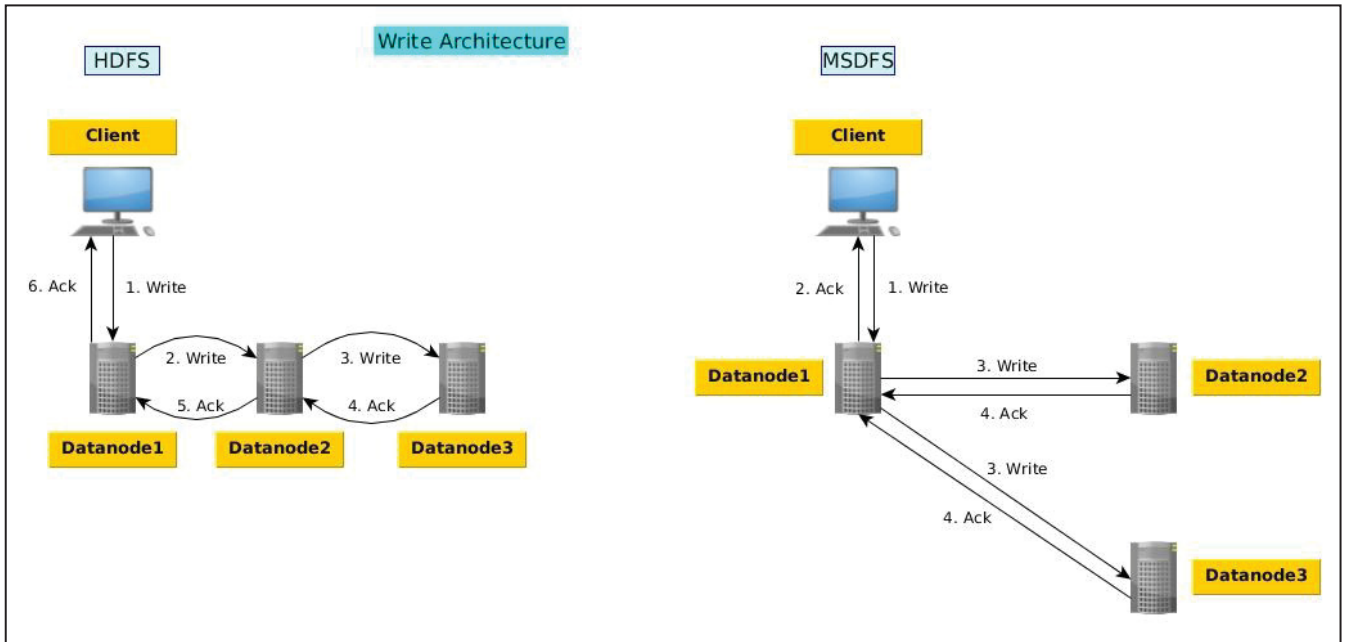 Write Architecture
HDFS
MSDFS
Client
Client
6. Ack
1. Write
2. Ack
1. Write
2. Write
3. Write
5. Ack
4. Ack
Datanode1
Datanode2
Datanode3
Datanode1
3. Write
4. Ack
Datanode2
3. Write
4. Ack
Datanode3